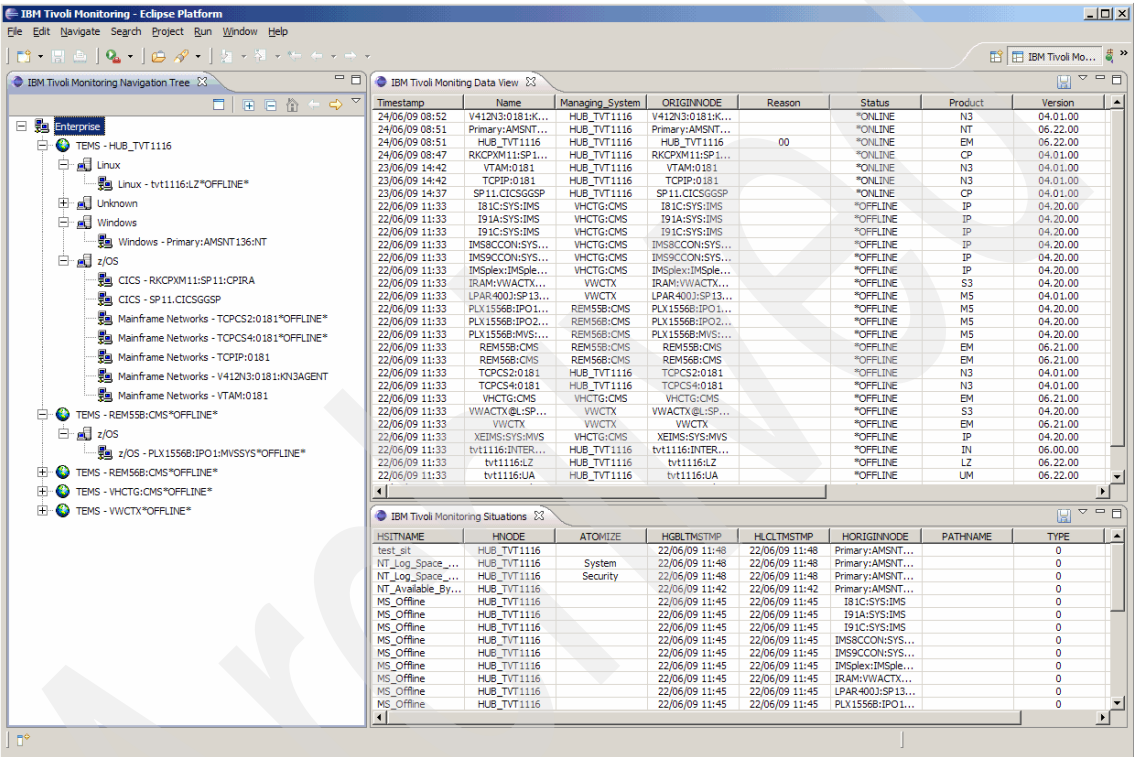 IBM Tivoli Monitoring - Eclipse Platform
File Edit Navigate Search Project Run Window Help
IBM Tivoli Mo...
IBM Tivoli Monitoring Navigation Tree
Enterprise
TEMS - HUB_TVT1116
Linux
Linux - tvt1116:LZ*OFFLINE*
Unknown
Windows
Windows - Primary:AMSNT136:NT
z/OS
CICS - RKCPXM11:SP11:CPIRA
CICS - SP11.CICSGGSP
Mainframe Networks - TCPCS2:0181*OFFLINE*
Mainframe Networks - TCPCS4:0181*OFFLINE*
Mainframe Networks - TCPIP:0181
Mainframe Networks - V412N3:0181:KN3AGENT
Mainframe Networks - VTAM:0181
TEMS - REM55B:CMS*OFFLINE*
z/OS
z/OS - PLX1556B:IPO1:MVSSYS*OFFLINE*
TEMS - REM56B:CMS*OFFLINE*
TEMS - VHCTG:CMS*OFFLINE*
TEMS - VWCTX*OFFLINE*
IBM Tivoli Moniting Data View
Timestamp Name Managing_System ORIGINNODE Reason Status Product Version
24/06/09 08:52 V412N3:0181:K... HUB_TVT1116 V412N3:0181:K... *ONLINE N3 04.01.00
24/06/09 08:51 Primary:AMSNT... HUB_TVT1116 Primary:AMSNT... *ONLINE NT 06.22.00
24/06/09 08:51 HUB_TVT1116 HUB_TVT1116 HUB_TVT1116 00 *ONLINE EM 06.22.00
24/06/09 08:47 RKCPXM11:SP1... HUB_TVT1116 RKCPXM11:SP1... *ONLINE CP 04.01.00
23/06/09 14:42 VTAM:0181 HUB_TVT1116 VTAM:0181 *ONLINE N3 04.01.00
23/06/09 14:42 TCPIP:0181 HUB_TVT1116 TCPIP:0181 *ONLINE N3 04.01.00
23/06/09 14:37 SP11.CICSGGSP HUB_TVT1116 SP11.CICSGGSP *ONLINE CP 04.01.00
22/06/09 11:33 I81C:SYS:IMS VHCTG:CMS I81C:SYS:IMS *OFFLINE IP 04.20.00
22/06/09 11:33 I91A:SYS:IMS VHCTG:CMS I91A:SYS:IMS *OFFLINE IP 04.20.00
22/06/09 11:33 I91C:SYS:IMS VHCTG:CMS I91C:SYS:IMS *OFFLINE IP 04.20.00
22/06/09 11:33 IMS8CCON:SYS... VHCTG:CMS IMS8CCON:SYS... *OFFLINE IP 04.20.00
22/06/09 11:33 IMS9CCON:SYS... VHCTG:CMS IMS9CCON:SYS... *OFFLINE IP 04.20.00
22/06/09 11:33 IMSplex:IMSple... VHCTG:CMS IMSplex:IMSple... *OFFLINE IP 04.20.00
22/06/09 11:33 IRAM:VWACTX... VWCTX IRAM:VWACTX... *OFFLINE S3 04.20.00
22/06/09 11:33 LPAR400J:SP13... VWCTX LPAR400J:SP13... *OFFLINE M5 04.01.00
22/06/09 11:33 PLX1556B:IPO1... REM55B:CMS PLX1556B:IPO1... *OFFLINE M5 04.20.00
22/06/09 11:33 PLX1556B:IPO2... REM56B:CMS PLX1556B:IPO2... *OFFLINE M5 04.20.00
22/06/09 11:33 PLX1556B:MVS:... REM56B:CMS PLX1556B:MVS:... *OFFLINE M5 04.20.00
22/06/09 11:33 REM55B:CMS REM55B:CMS REM55B:CMS *OFFLINE EM 06.21.00
22/06/09 11:33 REM56B:CMS REM56B:CMS REM56B:CMS *OFFLINE EM 06.21.00
22/06/09 11:33 TCPCS2:0181 HUB_TVT1116 TCPCS2:0181 *OFFLINE N3 04.01.00
22/06/09 11:33 TCPCS4:0181 HUB_TVT1116 TCPCS4:0181 *OFFLINE N3 04.01.00
22/06/09 11:33 VHCTG:CMS VHCTG:CMS VHCTG:CMS *OFFLINE EM 06.21.00
22/06/09 11:33 VWACTX@L:SP... VWCTX VWACTX@L:SP... *OFFLINE S3 04.20.00
22/06/09 11:33 VWCTX VWCTX VWCTX *OFFLINE EM 06.21.00
22/06/09 11:33 XEIMS:SYS:MVS VHCTG:CMS XEIMS:SYS:MVS *OFFLINE IP 04.20.00
22/06/09 11:33 tvt1116:INTER... HUB_TVT1116 tvt1116:INTER... *OFFLINE IN 06.00.00
22/06/09 11:33 tvt1116:LZ HUB_TVT1116 tvt1116:LZ *OFFLINE LZ 06.22.00
22/06/09 11:33 tvt1116:UA HUB_TVT1116 tvt1116:UA *OFFLINE UM 06.22.00
IBM Tivoli Monitoring Situations
HSITNAME HNODE ATOMIZE HGBLTMSTMP HLCLTMSTMP HORIGINNODE PATHNAME TYPE
test_sit HUB_TVT1116 22/06/09 11:48 22/06/09 11:48 Primary:AMSNT... 0
NT_Log_Space_... HUB_TVT1116 System 22/06/09 11:48 22/06/09 11:48 Primary:AMSNT... 0
NT_Log_Space_... HUB_TVT1116 Security 22/06/09 11:48 22/06/09 11:48 Primary:AMSNT... 0
NT_Available_By... HUB_TVT1116 22/06/09 11:42 22/06/09 11:42 Primary:AMSNT... 0
MS_Offline HUB_TVT1116 22/06/09 11:45 22/06/09 11:45 I81C:SYS:IMS 0
MS_Offline HUB_TVT1116 22/06/09 11:45 22/06/09 11:45 I91A:SYS:IMS 0
MS_Offline HUB_TVT1116 22/06/09 11:45 22/06/09 11:45 I91C:SYS:IMS 0
MS_Offline HUB_TVT1116 22/06/09 11:45 22/06/09 11:45 IMS8CCON:SYS... 0
MS_Offline HUB_TVT1116 22/06/09 11:45 22/06/09 11:45 IMS9CCON:SYS... 0
MS_Offline HUB_TVT1116 22/06/09 11:45 22/06/09 11:45 IMSplex:IMSple... 0
MS_Offline HUB_TVT1116 22/06/09 11:45 22/06/09 11:45 IRAM:VWACTX... 0
MS_Offline HUB_TVT1116 22/06/09 11:45 22/06/09 11:45 LPAR400J:SP13... 0
MS_Offline HUB_TVT1116 22/06/09 11:45 22/06/09 11:45 PLX1556B:IPO1... 0
Archived